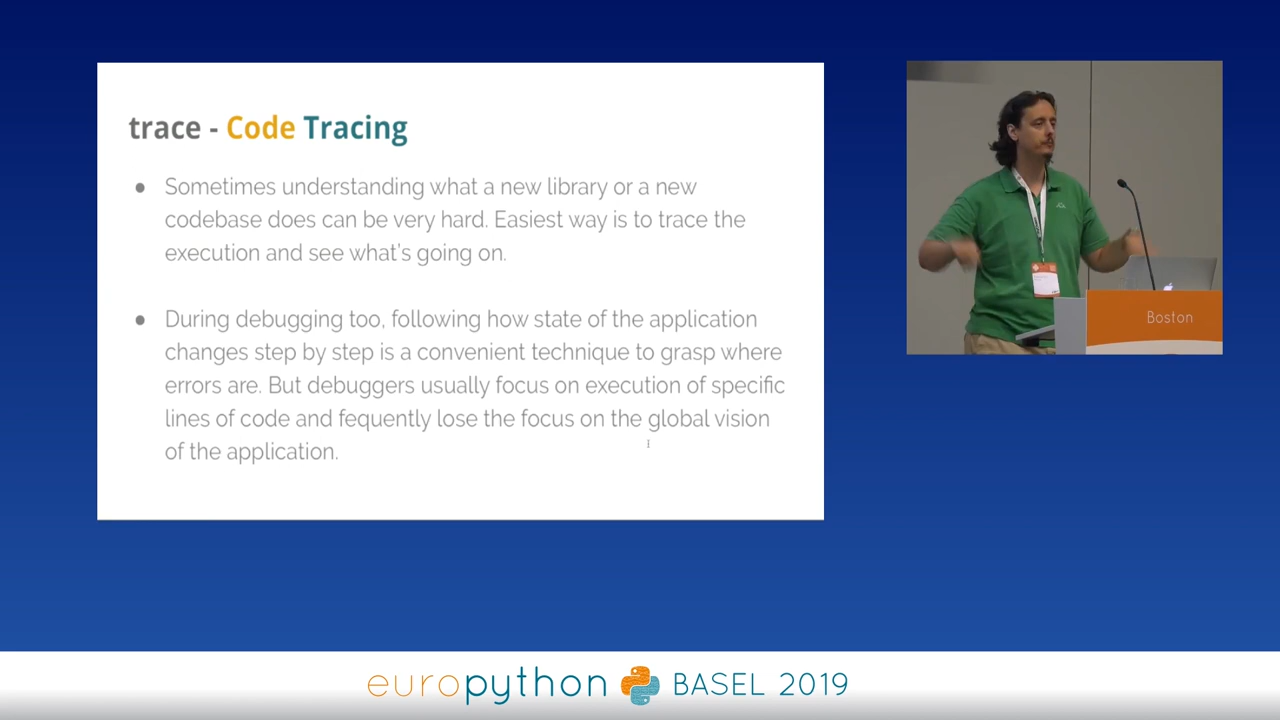 trace - Code Tracing
● Sometimes understanding what a new library or a new
codebase does can be very hard. Easiest way is to trace the
execution and see what's going on.
● During debugging too, following how state of the application
changes step by step is a convenient technique to grasp where
errors are. But debuggers usually focus on execution of specific
lines of code and fequently lose the focus on the global vision
of the application.
Boston
europython BASEL 2019